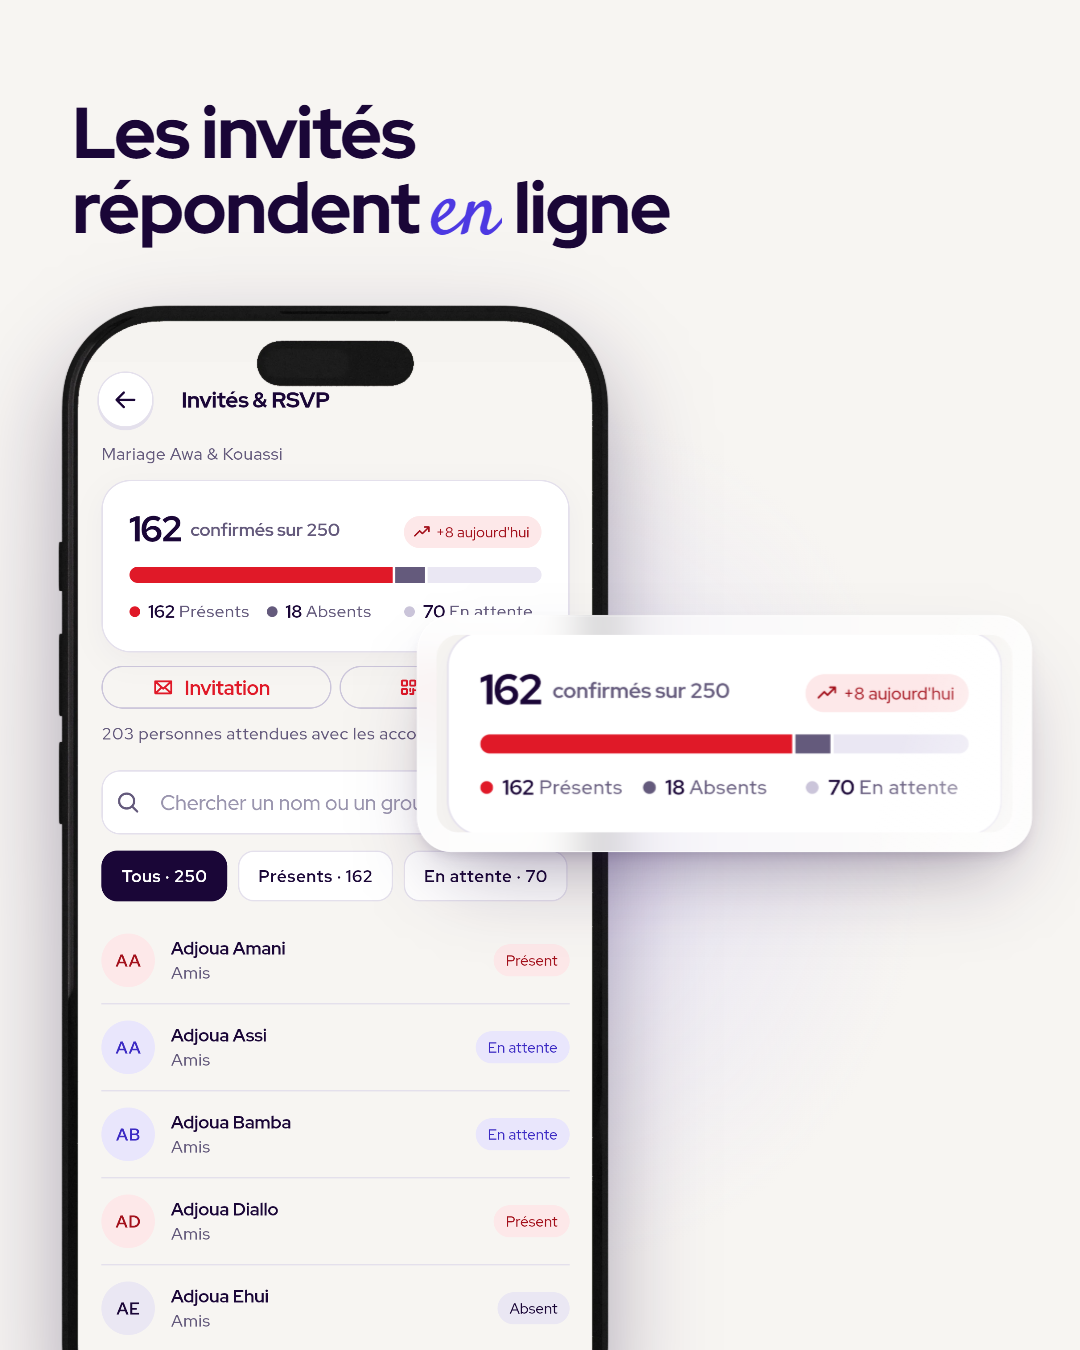 Les invités
répondent en ligne
Invités & RSVP
Mariage Awa & Kouassi
162 confirmés sur 250
+8 aujourd'hui
162 Présents 18 Absents 70 En attente
Invitation
203 personnes attendues avec les acco
Chercher un nom ou un grou
162 confirmés sur 250
+8 aujourd'hui
162 Présents 18 Absents 70 En attente
Tous · 250 Présents · 162 En attente · 70
AA Adjoua Amani Présent
Amis
AA Adjoua Assi En attente
Amis
AB Adjoua Bamba En attente
Amis
AD Adjoua Diallo Présent
Amis
AE Adjoua Ehui Absent
Amis